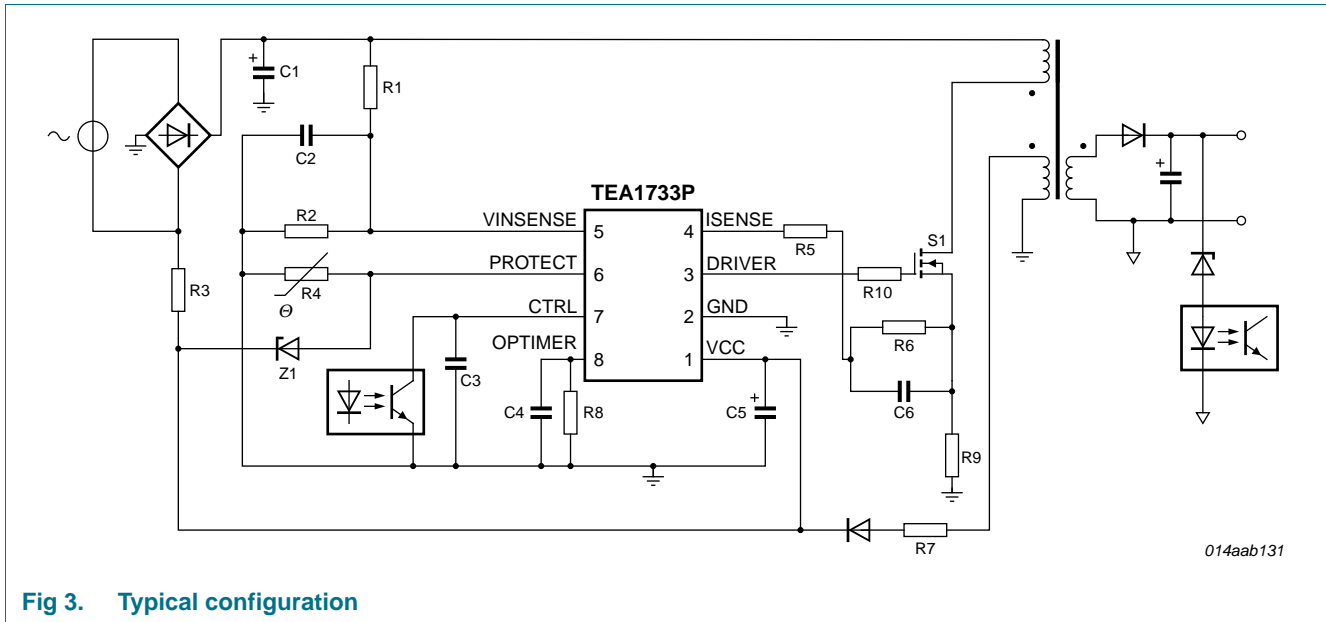 C1
R1
C2
TEA1733P
R2
VINSENSE
5
4
ISENSE
R5
S1
PROTECT
6
3
DRIVER
R10
R3
R4
Θ
CTRL
7
2
GND
R6
OPTIMER
8
1
VCC
Z1
C3
C4
R8
C5
C6
R9
R7
014aab131
Fig 3. Typical configuration